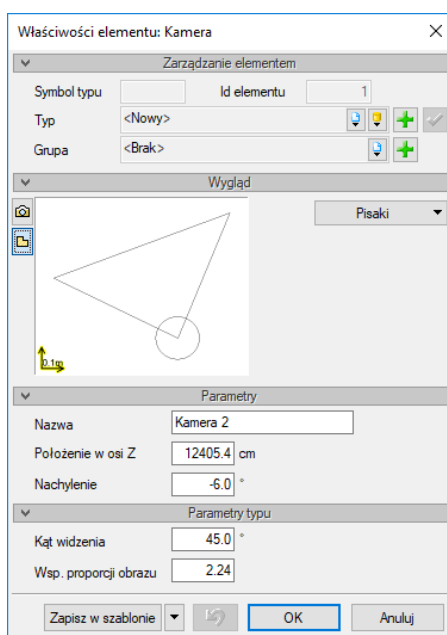 Właściwości elementu: Kamera
Zarządzanie elementem
Symbol typu Id elementu 1
Typ <Nowy>
Grupa <Brak>
Wygląd
Pisaki
0.1m
Parametry
Nazwa Kamera 2
Położenie w osi Z 12405.4 cm
Nachylenie -6.0 °
Parametry typu
Kąt widzenia 45.0 °
Wsp. proporcji obrazu 2.24
Zapisz w szablonie OK Anuluj